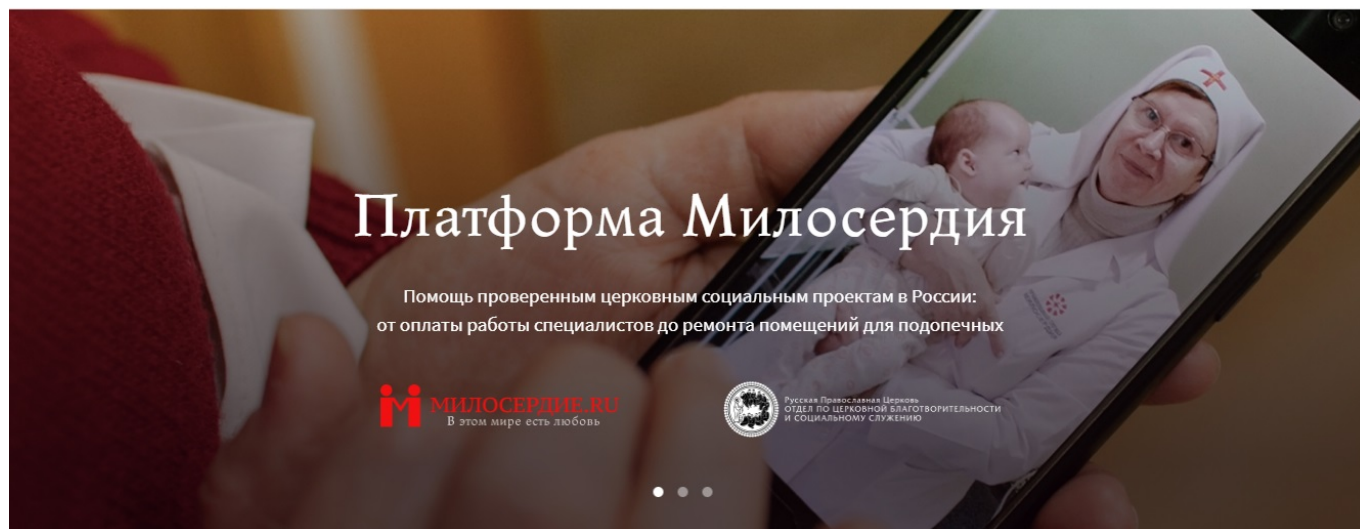 Платформа Милосердия
Помощь проверенным церковным социальным проектам в России:
от оплаты работы специалистов до ремонта помещений для подопечных
МИЛОСЕРДИЕ.RU
В этом мире есть любовь
Русская Православная Церковь
ОТДЕЛ ПО ЦЕРКОВНОЙ БЛАГОТВОРИТЕЛЬНОСТИ
И СОЦИАЛЬНОМУ СЛУЖЕНИЮ